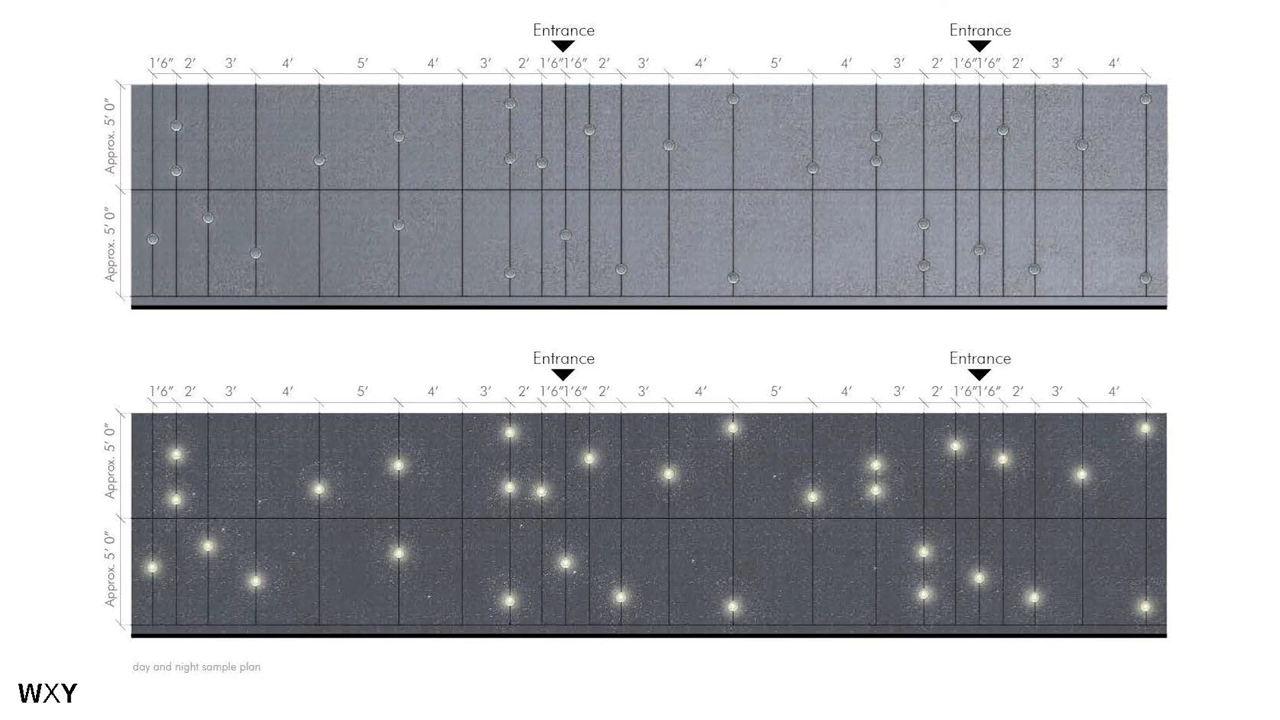 Entrance Entrance
1'6" 2' 3' 4' 5' 4' 3' 2' 1'6" 1'6" 2' 3' 4' 5' 4' 3' 2' 1'6" 1'6" 2' 3' 4'
Approx. 5' 0"
Approx. 5' 0"
Entrance Entrance
1'6" 2' 3' 4' 5' 4' 3' 2' 1'6" 1'6" 2' 3' 4' 5' 4' 3' 2' 1'6" 1'6" 2' 3' 4'
Approx. 5' 0"
Approx. 5' 0"
day and night sample plan
WXY